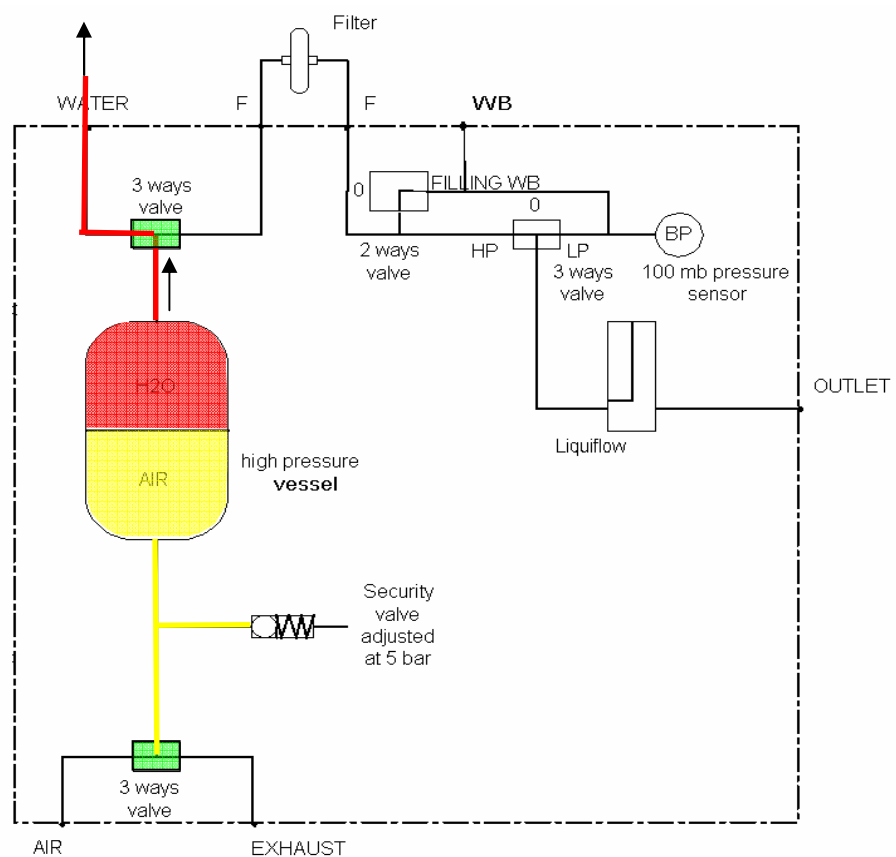 Filter
WATER
F
F
WB
3 ways
valve
0
FILLING WB
0
2 ways
valve
HP
LP
3 ways
valve
BP
100 mb pressure
sensor
H2O
OUTLET
Liquiflow
high pressure
vessel
AIR
Security
valve
adjusted
at 5 bar
3 ways
valve
AIR
EXHAUST